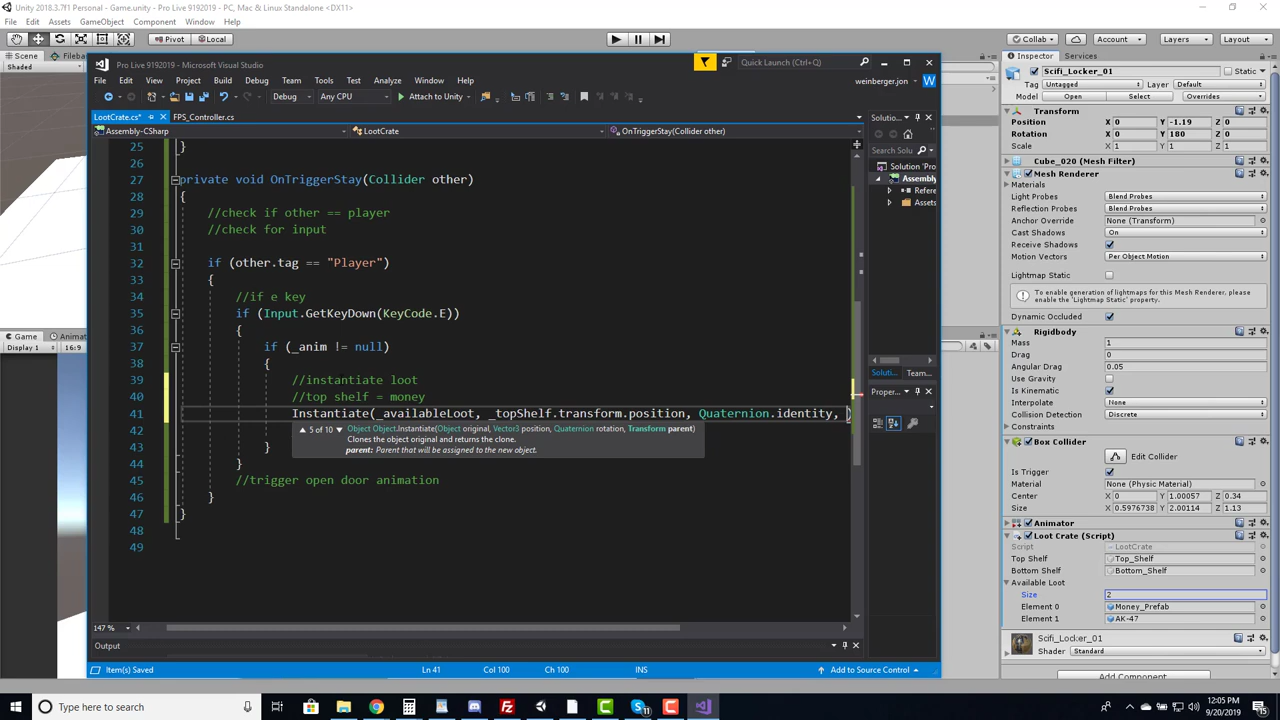 Unity 2018.3.7f1 Personal - Game.unity - Pro Live 9192019 - PC, Mac & Linux Standalone <DX11>
File Edit Assets GameObject Component Window Help
Pivot Local Collab Account Layers Layout
Scene Fileba
Shaded
Game Animat
Display 1 16:9
Pro Live 9192019 - Microsoft Visual Studio
Quick Launch (Ctrl+Q)
File Edit View Project Build Debug Team Tools Test Analyze Window Help
weinberger.jon W
Debug Any CPU Attach to Unity
LootCrate.cs* FPS_Controller.cs
Assembly-CSharp LootCrate OnTriggerStay(Collider other)
25 }
26
27 private void OnTriggerStay(Collider other)
28 {
29 //check if other == player
30 //check for input
31
32 if (other.tag == "Player")
33 {
34 //if e key
35 if (Input.GetKeyDown(KeyCode.E))
36 {
37 if (_anim != null)
38 {
39 //instantiate loot
40 //top shelf = money
41 Instantiate(_availableLoot, _topShelf.transform.position, Quaternion.identity, )
42
5 of 10 Object Object.Instantiate(Object original, Vector3 position, Quaternion rotation, Transform parent)
Clones the object original and returns the clone.
parent: Parent that will be assigned to the new object.
43 }
44 }
45 //trigger open door animation
46 }
47 }
48
49
147 %
Output
Item(s) Saved Ln 41 Col 100 Ch 100 INS Add to Source Control
Solutio...
Search Solu
Solution 'Pro
Assembly
Refere
Assets
Soluti... Team...
Proper...
Inspector Services
Scifi_Locker_01 Static
Tag Untagged Layer Default
Model Open Select Overrides
Transform
Position X 0 Y -1.19 Z 0
Rotation X 0 Y 180 Z 0
Scale X 1 Y 1 Z 1
Cube_020 (Mesh Filter)
Mesh Renderer
Materials
Light Probes Blend Probes
Reflection Probes Blend Probes
Anchor Override None (Transform)
Cast Shadows On
Receive Shadows
Motion Vectors Per Object Motion
Lightmap Static
To enable generation of lightmaps for this Mesh Renderer, please
enable the 'Lightmap Static' property.
Dynamic Occluded
Rigidbody
Mass 1
Drag 0
Angular Drag 0.05
Use Gravity
Is Kinematic
Interpolate None
Collision Detection Discrete
Constraints
Box Collider
Edit Collider
Is Trigger
Material None (Physic Material)
Center X 0 Y 1.00057 Z 0.34
Size X 0.5976738 Y 2.00114 Z 1.13
Animator
Loot Crate (Script)
Script LootCrate
Top Shelf Top_Shelf
Bottom Shelf Bottom_Shelf
Available Loot
Size 2
Element 0 Money_Prefab
Element 1 AK-47
Scifi_Locker_01
Shader Standard
Add Component
Type here to search
12:05 PM
9/20/2019